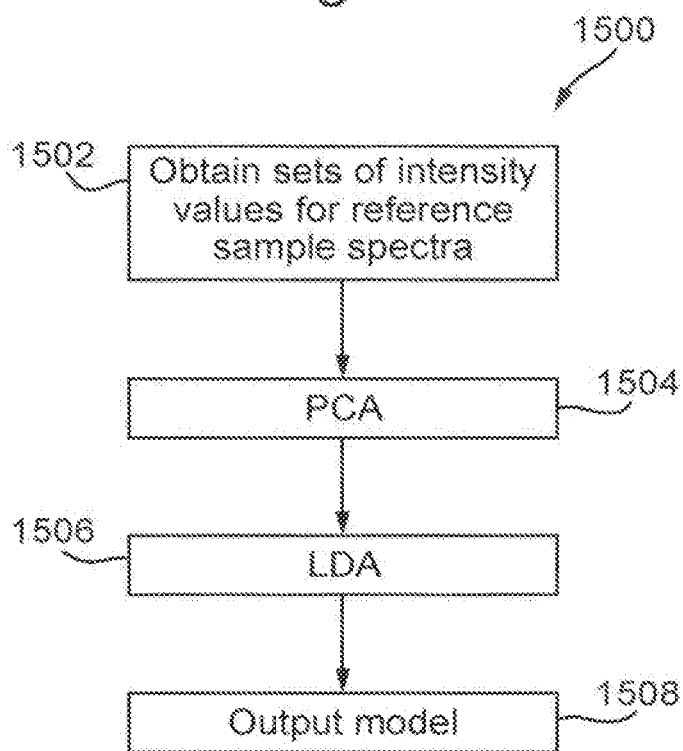 1500
1502
Obtain sets of intensity
values for reference
sample spectra
PCA
1504
1506
LDA
Output model
1508